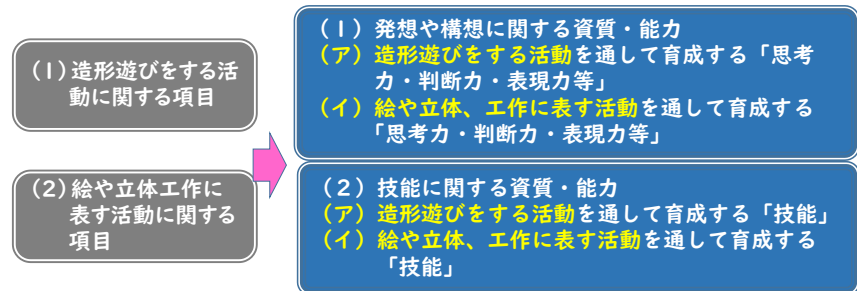 (1)造形遊びをする活
動に関する項目
(2)絵や立体工作に
表す活動に関する
項目
(1)発想や構想に関する資質・能力
(ア)造形遊びをする活動を通して育成する「思考
力・判断力・表現力等」
(イ)絵や立体、工作に表す活動を通して育成する
「思考力・判断力・表現力等」
(2)技能に関する資質・能力
(ア)造形遊びをする活動を通して育成する「技能」
(イ)絵や立体、工作に表す活動を通して育成する
「技能」